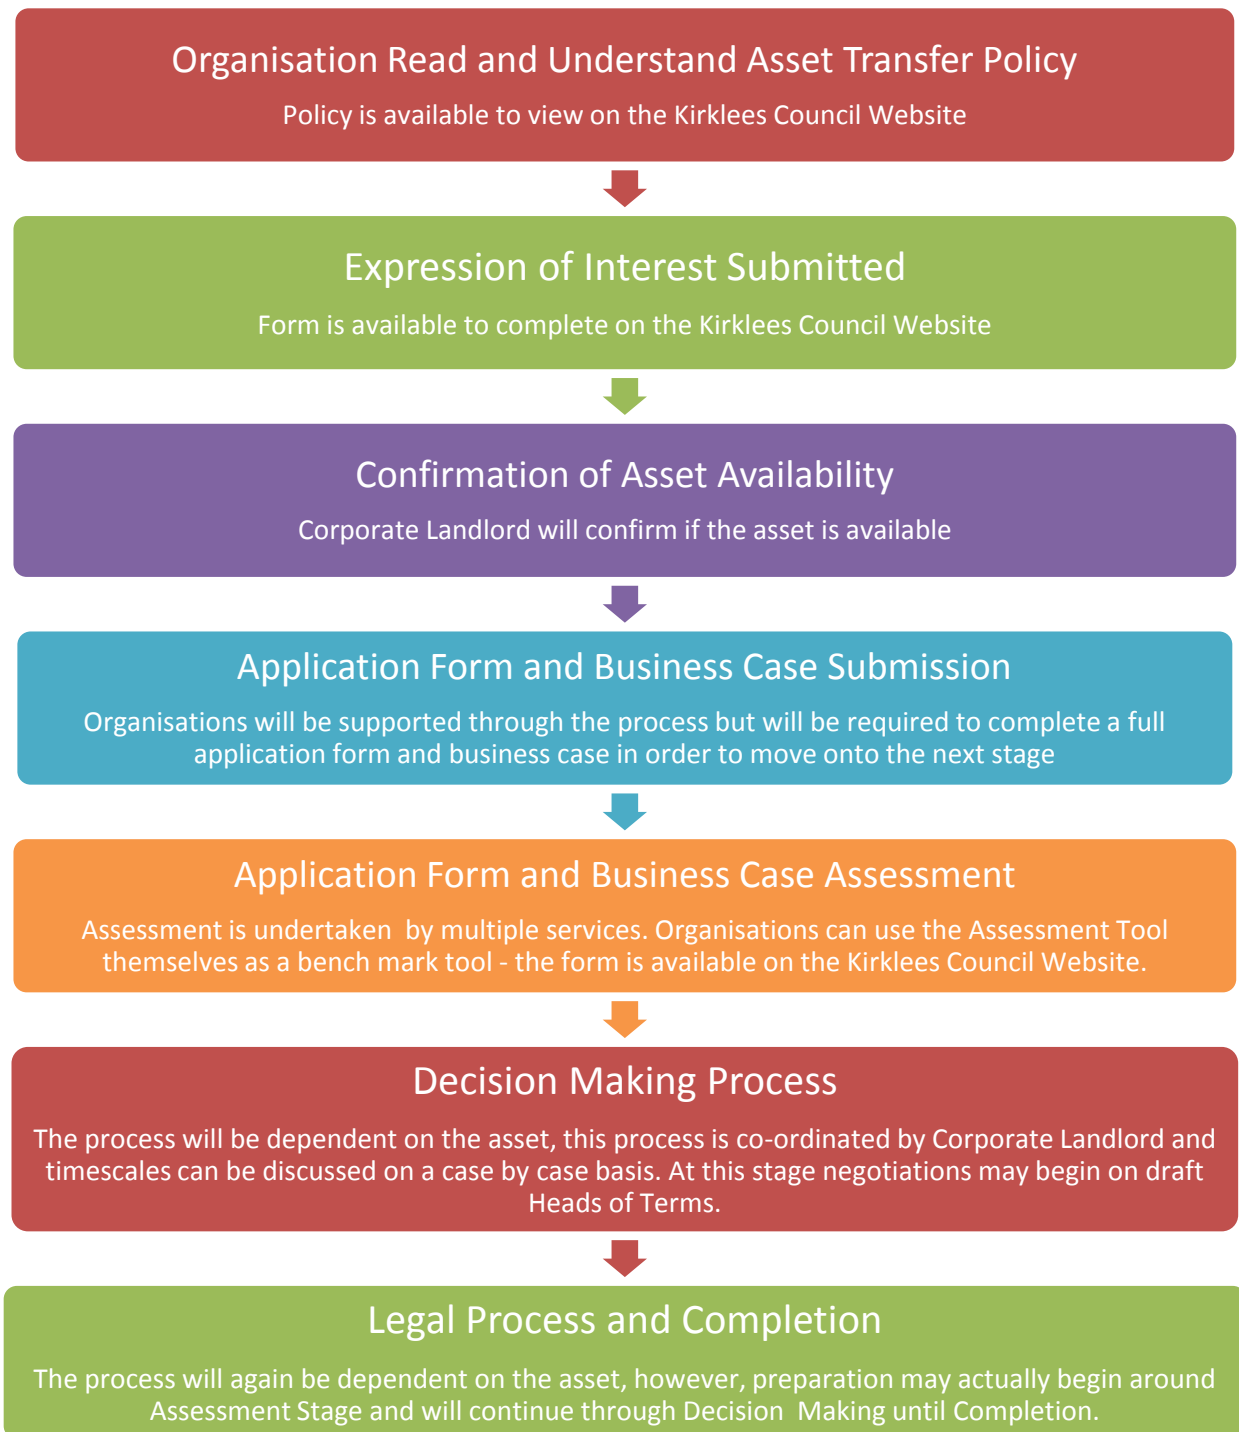 Organisation Read and Understand Asset Transfer Policy
Policy is available to view on the Kirklees Council Website
Expression of Interest Submitted
Form is available to complete on the Kirklees Council Website
Confirmation of Asset Availability
Corporate Landlord will confirm if the asset is available
Application Form and Business Case Submission
Organisations will be supported through the process but will be required to complete a full
application form and business case in order to move onto the next stage
Application Form and Business Case Assessment
Assessment is undertaken  by multiple services. Organisations can use the Assessment Tool
themselves as a bench mark tool - the form is available on the Kirklees Council Website.
Decision Making Process
The process will be dependent on the asset, this process is co-ordinated by Corporate Landlord and
timescales can be discussed on a case by case basis. At this stage negotiations may begin on draft
Heads of Terms.
Legal Process and Completion
The process will again be dependent on the asset, however, preparation may actually begin around
Assessment Stage and will continue through Decision  Making until Completion.